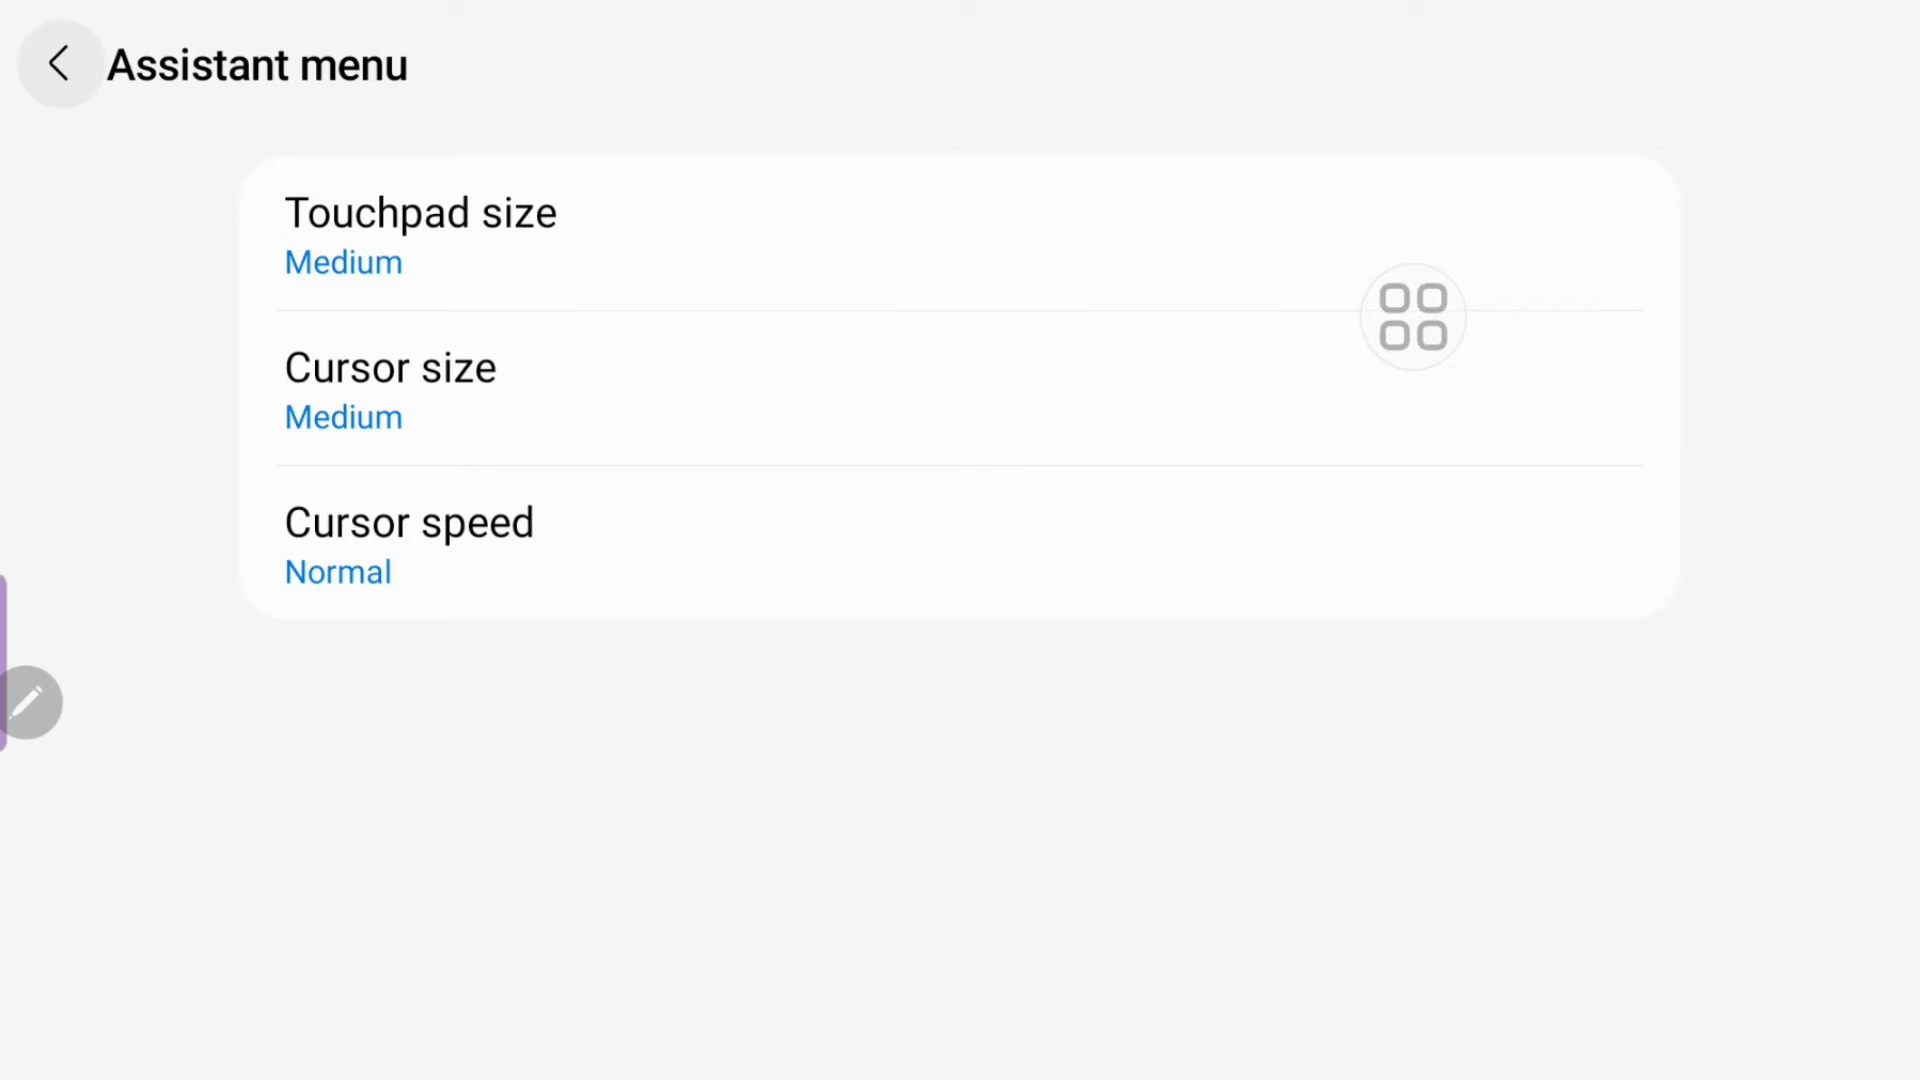 Assistant menu
Touchpad size
Medium
Cursor size
Medium
Cursor speed
Normal